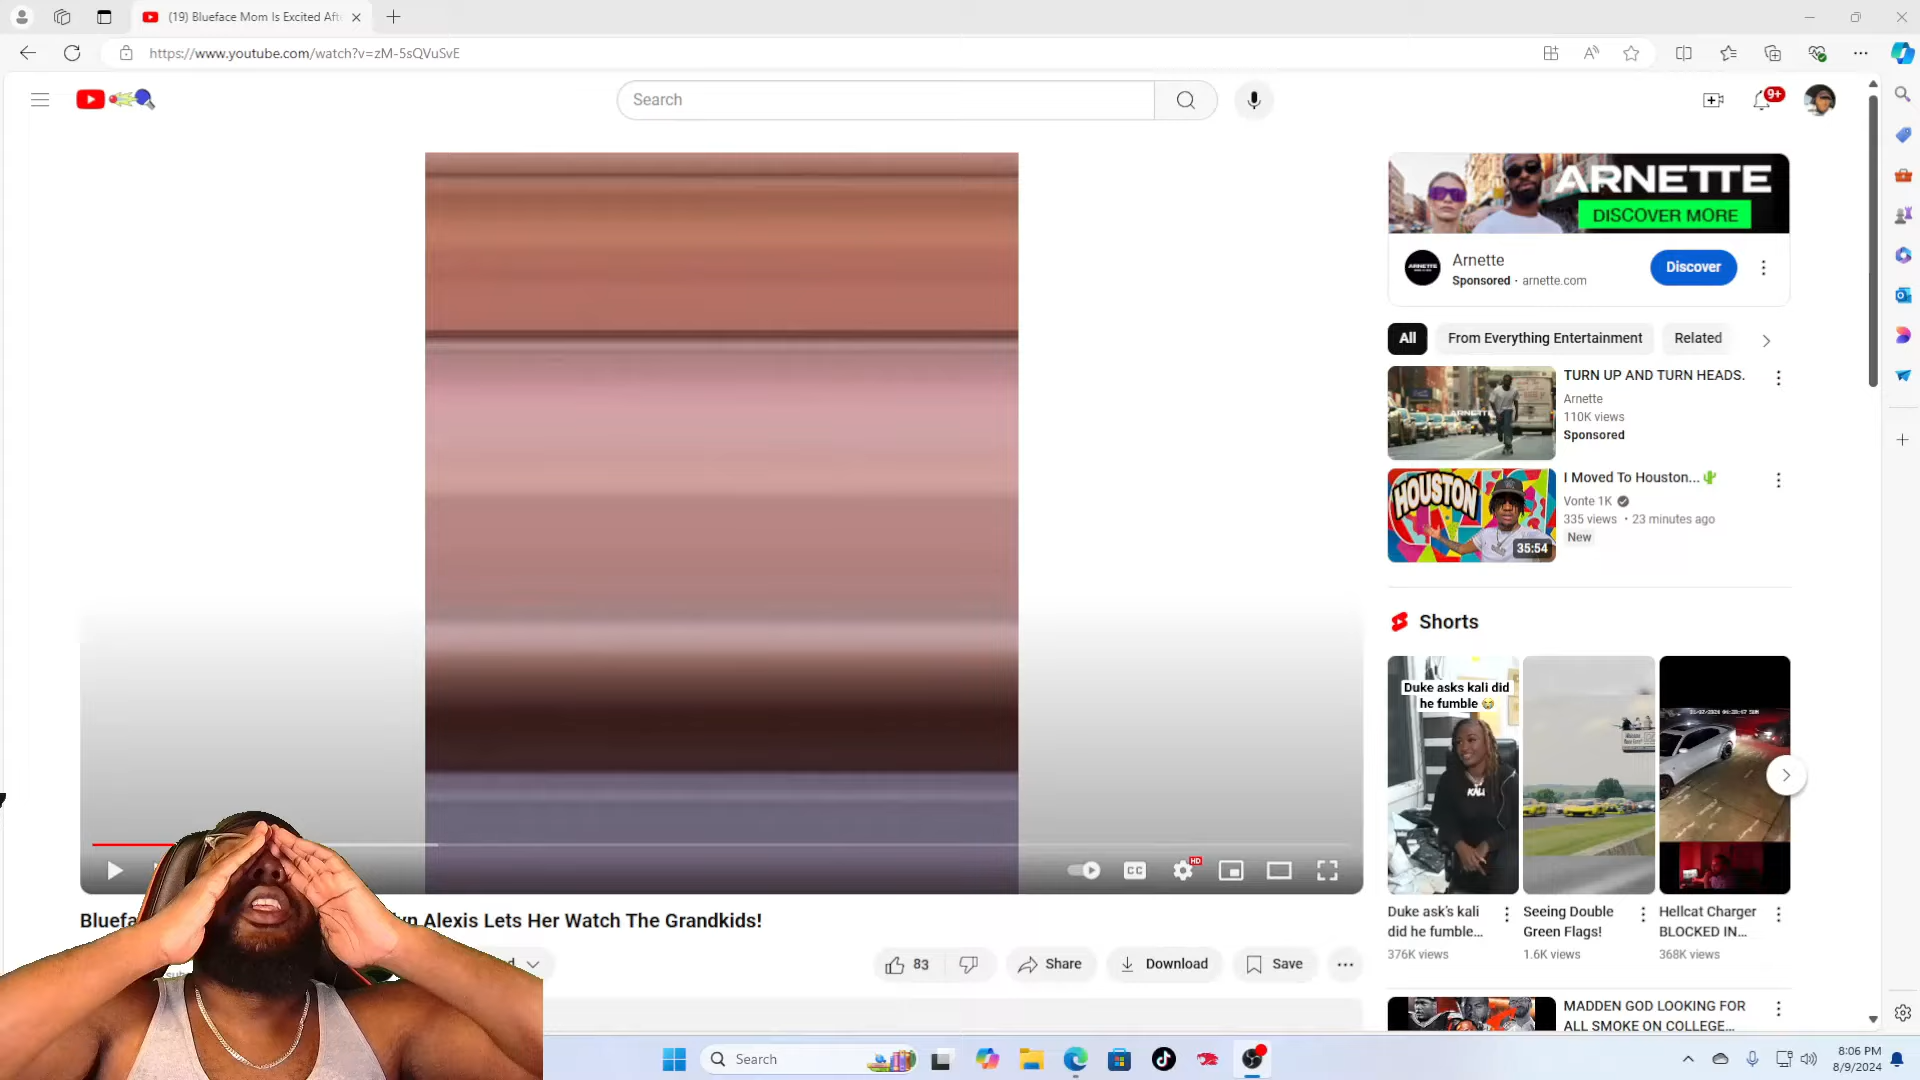 (19) Blueface Mom Is Excited Aft
https://www.youtube.com/watch?v=zM-5sQVuSvE
Search
9+
ARNETTE
DISCOVER MORE
Arnette
Sponsored · arnette.com
Discover
All
From Everything Entertainment
Related
TURN UP AND TURN HEADS.
Arnette
110K views
Sponsored
HOUSTON
35:54
I Moved To Houston...
Vonte 1K
335 views • 23 minutes ago
New
Shorts
Duke asks kali did
he fumble
KALI
Duke ask's kali
did he fumble...
376K views
Seeing Double
Green Flags!
1.6K views
Hellcat Charger
BLOCKED IN...
368K views
CC
HD
Bluefa
Alexis Lets Her Watch The Grandkids!
83
Share
Download
Save
MADDEN GOD LOOKING FOR
ALL SMOKE ON COLLEGE...
Search
8:06 PM
8/9/2024